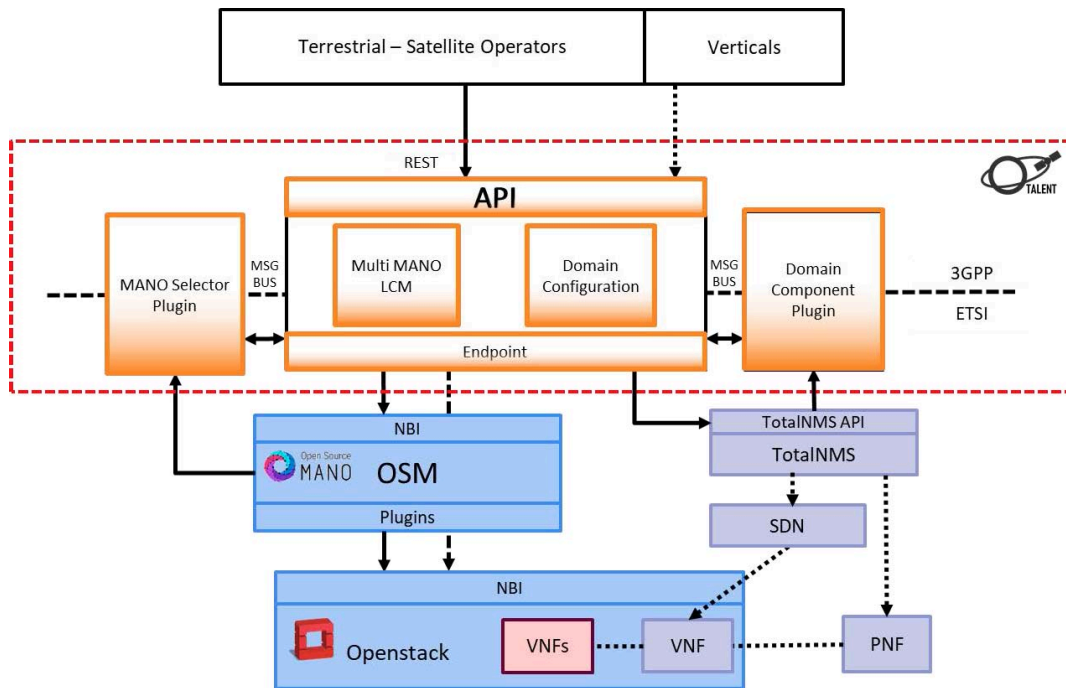 Terrestrial – Satellite Operators
Verticals
REST
TALENT
API
MANO Selector
Plugin
MSG
BUS
Multi MANO
LCM
Domain
Configuration
MSG
BUS
Domain
Component
Plugin
3GPP
ETSI
Endpoint
NBI
Open Source
MANO
OSM
Plugins
TotalNMS API
TotalNMS
SDN
NBI
Openstack
VNFs
VNF
PNF